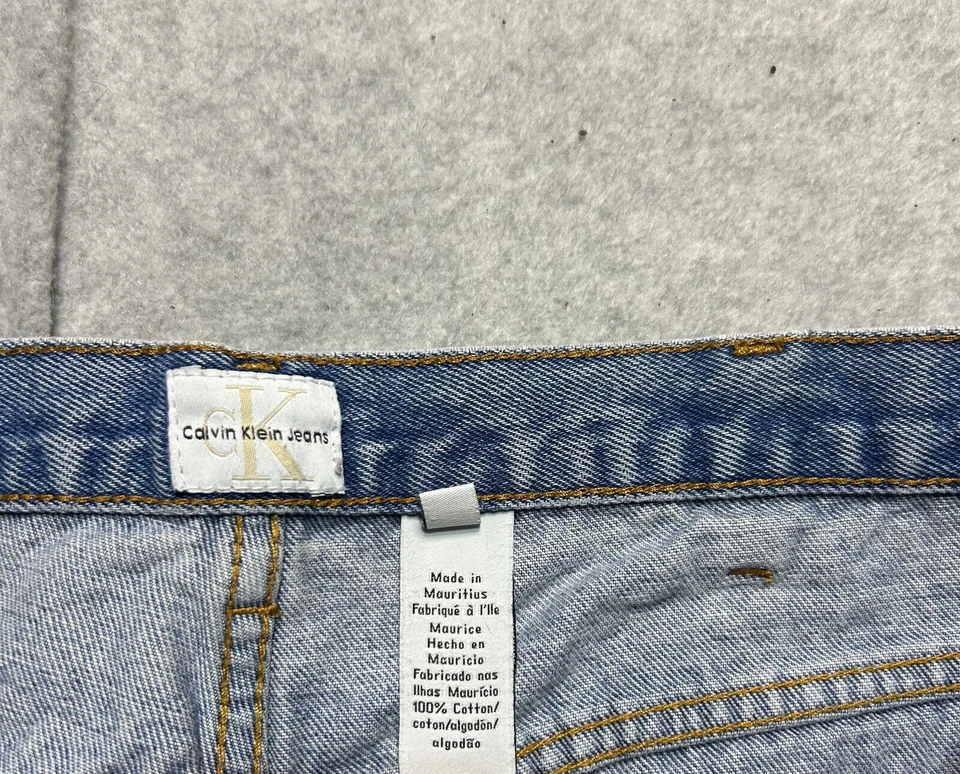 CK
Calvin Klein Jeans
Made in
Mauritius
Fabriqué à l'Ile
Maurice
Hecho en
Mauricio
Fabricado nas
Ilhas Maurício
100% Cotton/
coton/algodón/
algodão